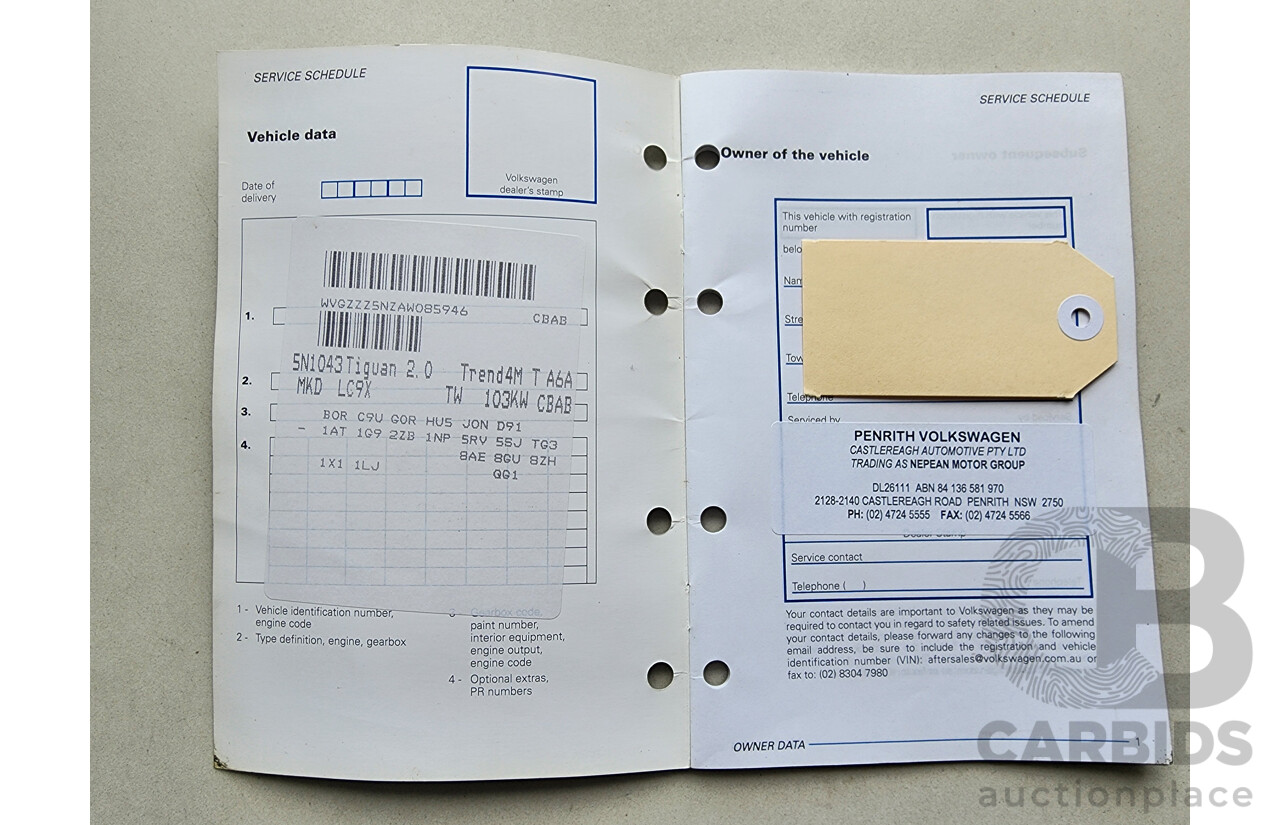 SERVICE SCHEDULE
Vehicle data
Volkswagen
dealer's stamp
Date of
delivery
WVGZZZ5NZAW085946
CBAB
1.
5N1043 Tiguan 2.0 Trend4M T A6A
2.
MKD LC9X TW 103KW CBAB
3.
BOR C9U GOR HU5 JON D91
- 1AT 1G9 2ZB 1NP 5RV 5SJ TG3
4.
8AE 8GU 8ZH
1X1 1LJ
QG1
1 - Vehicle identification number,
engine code
2 - Type definition, engine, gearbox
3 - Gearbox code,
paint number,
interior equipment,
engine output,
engine code
4 - Optional extras,
PR numbers
SERVICE SCHEDULE
Owner of the vehicle
This vehicle with registration
number
Telephone
Serviced by
PENRITH VOLKSWAGEN
CASTLEREAGH AUTOMOTIVE PTY LTD
TRADING AS NEPEAN MOTOR GROUP
DL26111 ABN 84 136 581 970
2128-2140 CASTLEREAGH ROAD PENRITH NSW 2750
PH: (02) 4724 5555 FAX: (02) 4724 5566
Dealer Stamp
Service contact
Telephone ( )
Your contact details are important to Volkswagen as they may be
required to contact you in regard to safety related issues. To amend
your contact details, please forward any changes to the following
email address, be sure to include the registration and vehicle
identification number (VIN): aftersales@volkswagen.com.au or
fax to: (02) 8304 7980
OWNER DATA 1
CARBIDS
auctionplace